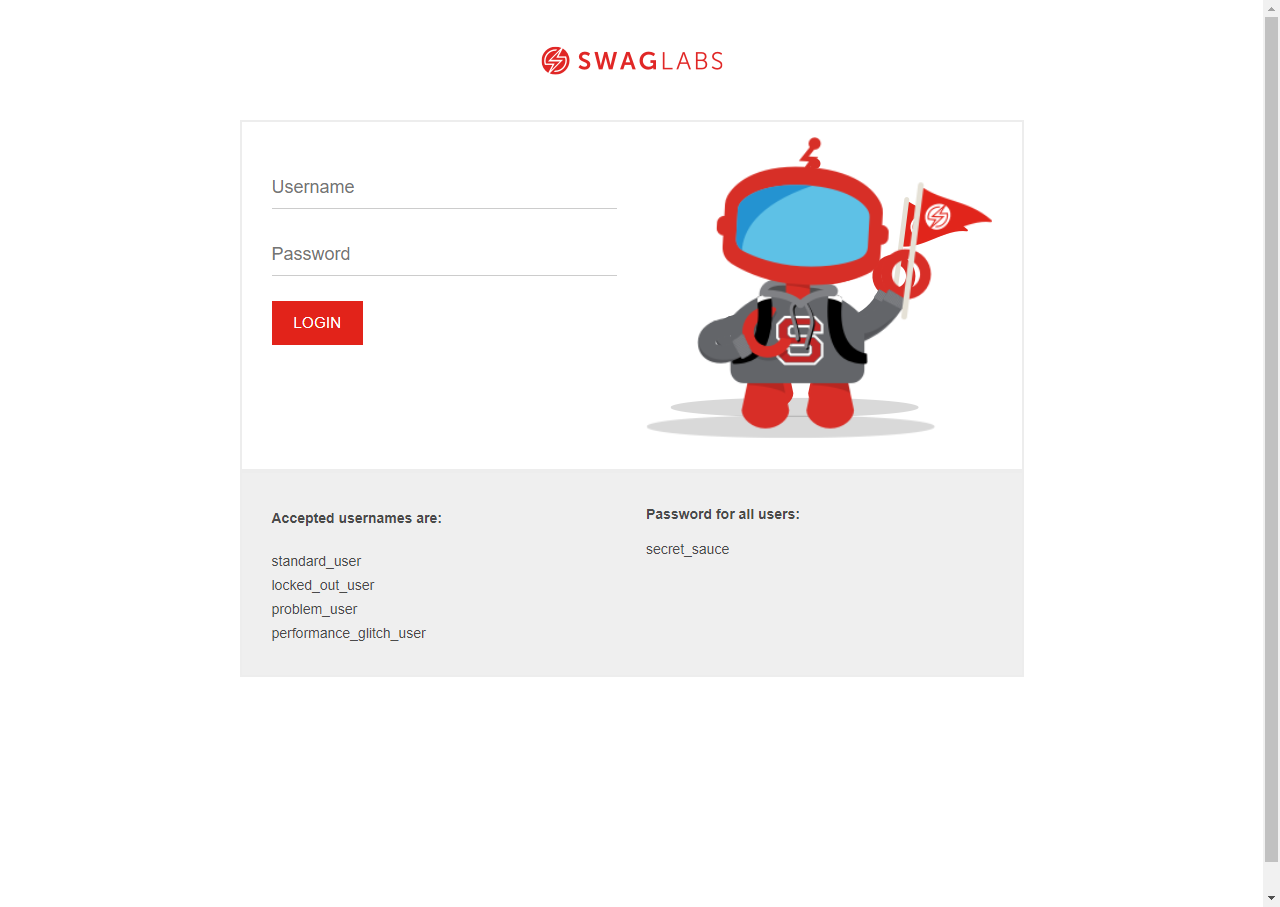 SWAGLABS
Username
Password
LOGIN
S
Accepted usernames are:
standard_user
locked_out_user
problem_user
performance_glitch_user
Password for all users:
secret_sauce